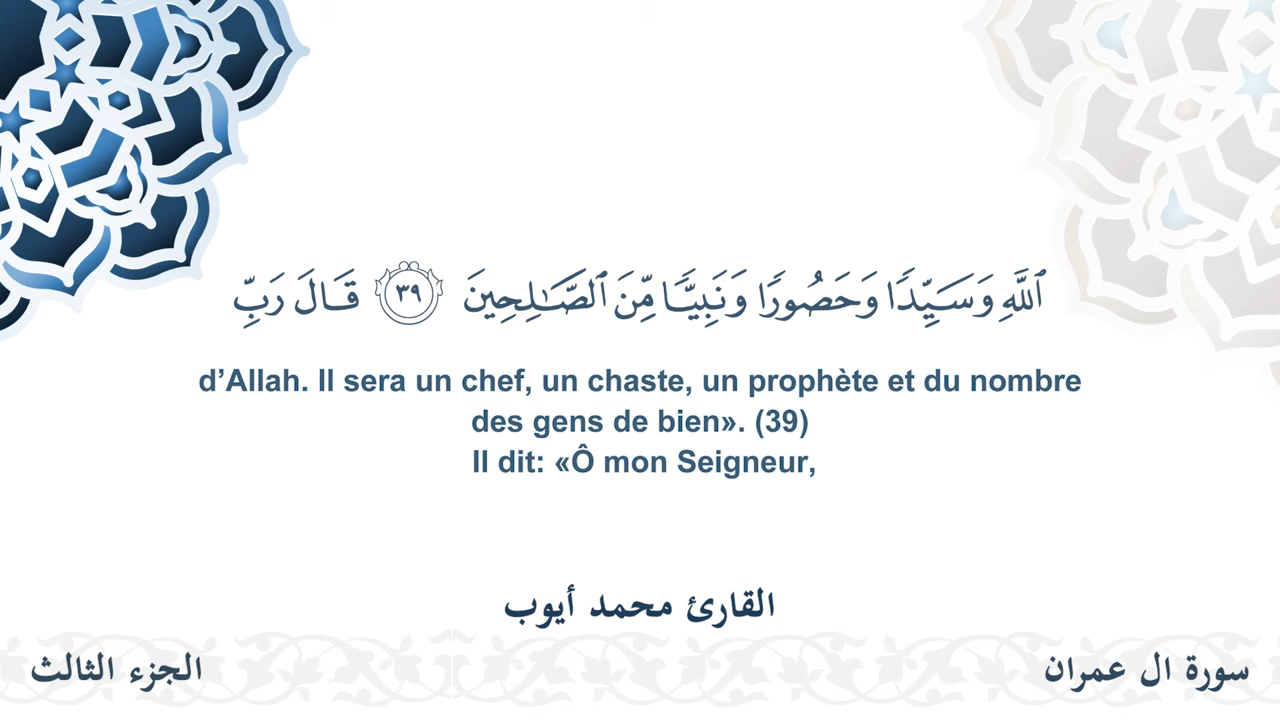 ٱللَّهِ وَسَيِّدًا وَحَصُورًا وَنَبِيًّا مِّنَ ٱلصَّـٰلِحِينَ ٣٩ قَالَ رَبِّ
d’Allah. Il sera un chef, un chaste, un prophète et du nombre
des gens de bien». (39)
Il dit: «Ô mon Seigneur,
القارئ محمد أيوب
سورة ال عمران
الجزء الثالث